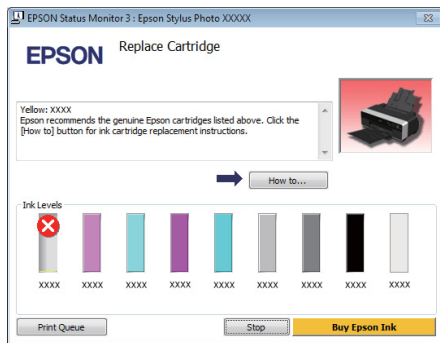 EPSON Status Monitor 3 : Epson Stylus Photo XXXXX
EPSON
Replace Cartridge
Yellow: XXXX
Epson recommends the genuine Epson cartridges listed above. Click the
[How to] button for ink cartridge replacement instructions.
How to...
Ink Levels
XXXX XXXX XXXX XXXX XXXX XXXX XXXX XXXX XXXX
Print Queue Stop Buy Epson Ink